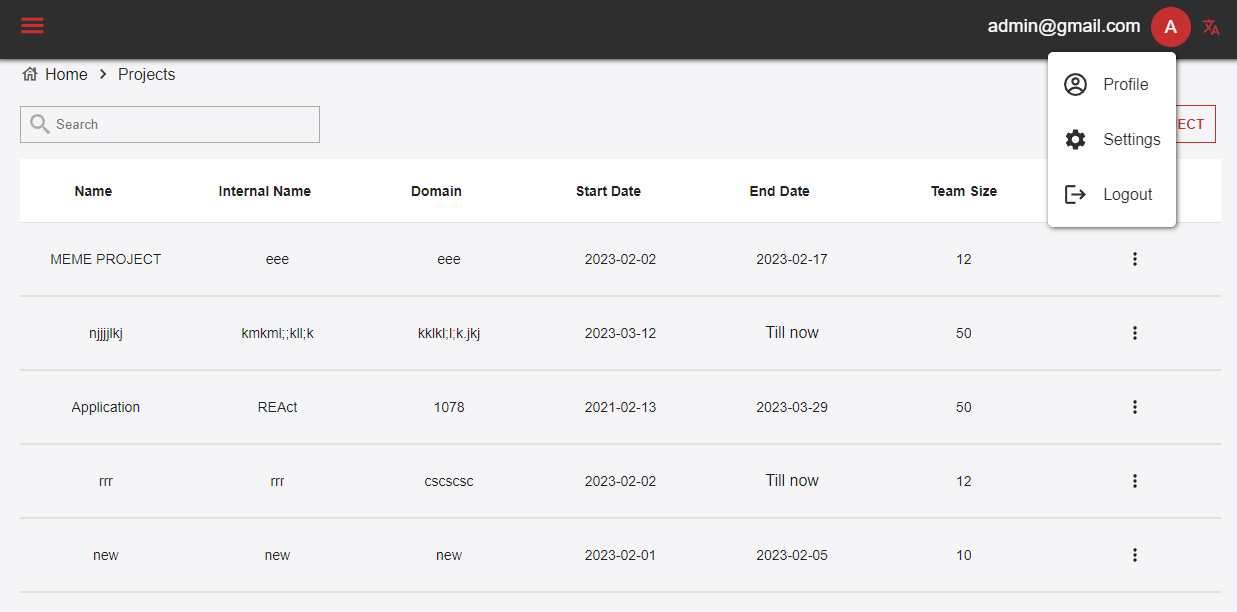 admin@gmail.com A
Home Projects
Profile
Search
ECT
Settings
Name Internal Name Domain Start Date End Date Team Size
Logout
MEME PROJECT eee eee 2023-02-02 2023-02-17 12
njjjjlkj kmkml;;kll;k kklkl;l;k.jkj 2023-03-12 Till now 50
Application REAct 1078 2021-02-13 2023-03-29 50
rrr rrr cscscsc 2023-02-02 Till now 12
new new new 2023-02-01 2023-02-05 10